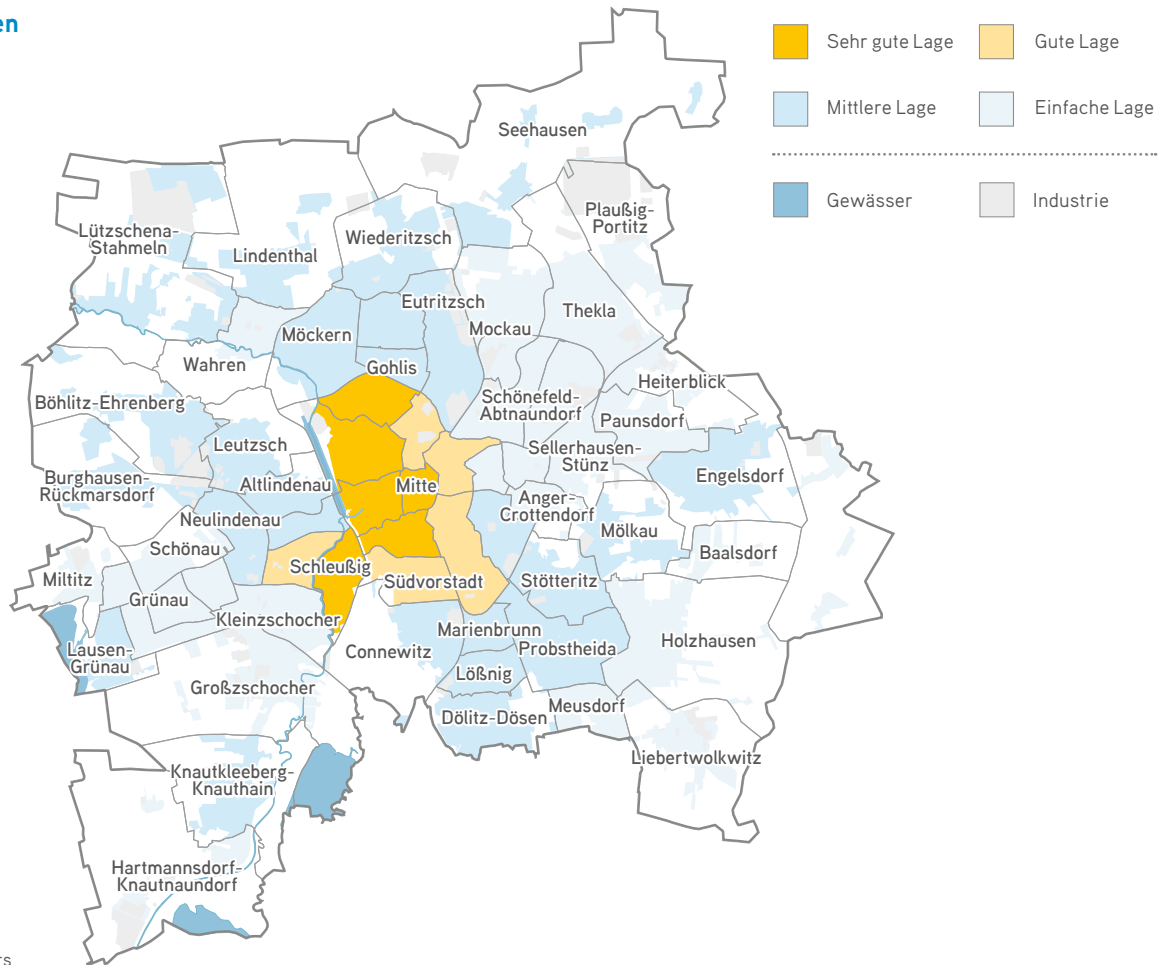 en
Sehr gute Lage
Gute Lage
Mittlere Lage
Einfache Lage
Gewässer
Industrie
Seehausen
Plaußig-
Portitz
Lützschena-
Stahmeln
Wiederitzsch
Lindenthal
Eutritzsch
Thekla
Mockau
Möckern
Wahren
Gohlis
Heiterblick
Böhlitz-Ehrenberg
Schönefeld-
Abtnaundorf
Paunsdorf
Leutzsch
Sellerhausen-
Stünz
Burghausen-
Rückmarsdorf
Altlindenau
Mitte
Engelsdorf
Anger-
Crottendorf
Neulindenau
Mölkau
Schönau
Baalsdorf
Schleußig
Miltitz
Südvorstadt
Stötteritz
Grünau
Kleinzschocher
Marienbrunn
Probstheida
Holzhausen
Connewitz
Lausen-
Grünau
Lößnig
Großzschocher
Meusdorf
Dölitz-Dösen
Liebertwolkwitz
Knautkleeberg-
Knauthain
Hartmannsdorf-
Knautnaundorf
rs